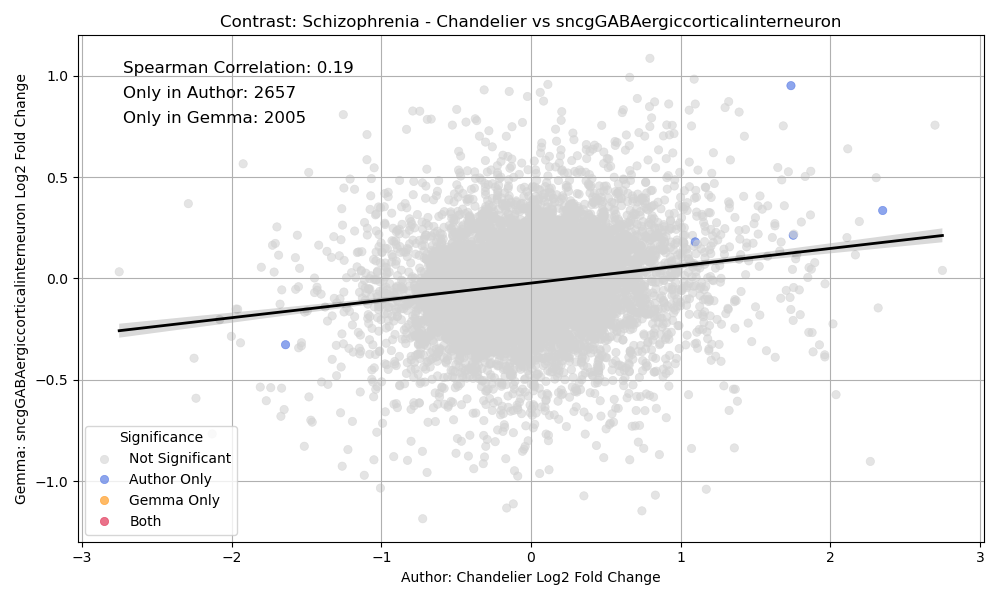 Contrast: Schizophrenia - Chandelier vs sncgGABAergiccorticalinterneuron
Spearman Correlation: 0.19
Only in Author: 2657
Only in Gemma: 2005
Gemma: sncgGABAergiccorticalinterneuron Log2 Fold Change
1.0
0.5
0.0
−0.5
−1.0
Significance
Not Significant
Author Only
Gemma Only
Both
−3
−2
−1
0
1
2
3
Author: Chandelier Log2 Fold Change